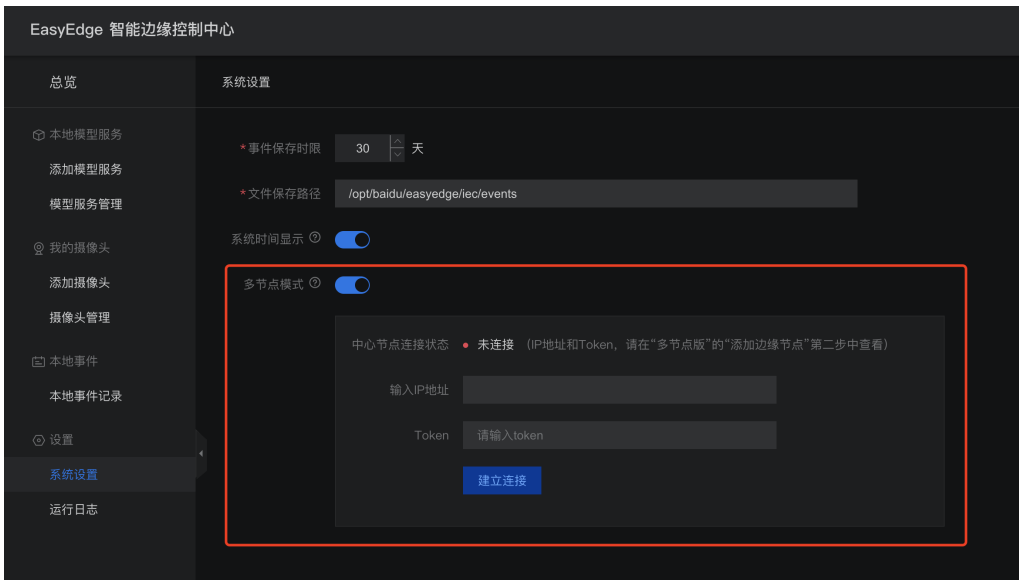 EasyEdge 智能边缘控制中心
总览
系统设置
本地模型服务
添加模型服务
模型服务管理
我的摄像头
添加摄像头
摄像头管理
本地事件
本地事件记录
设置
系统设置
运行日志
*事件保存时限 30 天
*文件保存路径 /opt/baidu/easyedge/iec/events
系统时间显示 ?
多节点模式 ?
中心节点连接状态 ● 未连接 (IP地址和Token，请在“多节点版”的“添加边缘节点”第二步中查看)
输入IP地址
Token 请输入token
建立连接